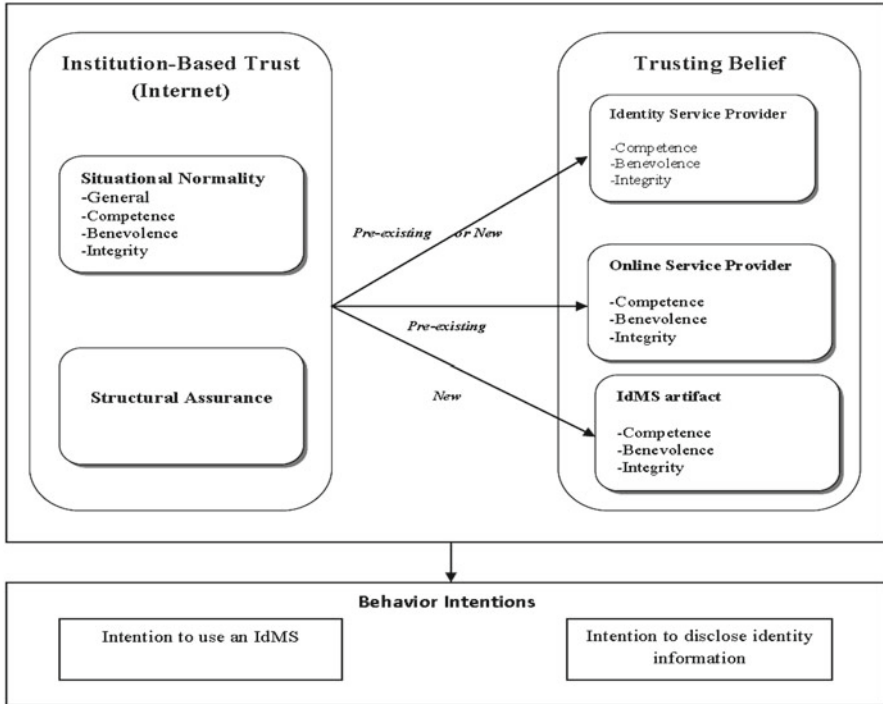 Institution-Based Trust
(Internet)
Situational Normality
-General
-Competence
-Benevolence
-Integrity
Structural Assurance
Pre-existing or New
Pre-existing
New
Trusting Belief
Identity Service Provider
-Competence
-Benevolence
-Integrity
Online Service Provider
-Competence
-Benevolence
-Integrity
IdMS artifact
-Competence
-Benevolence
-Integrity
Behavior Intentions
Intention to use an IdMS
Intention to disclose identity
information